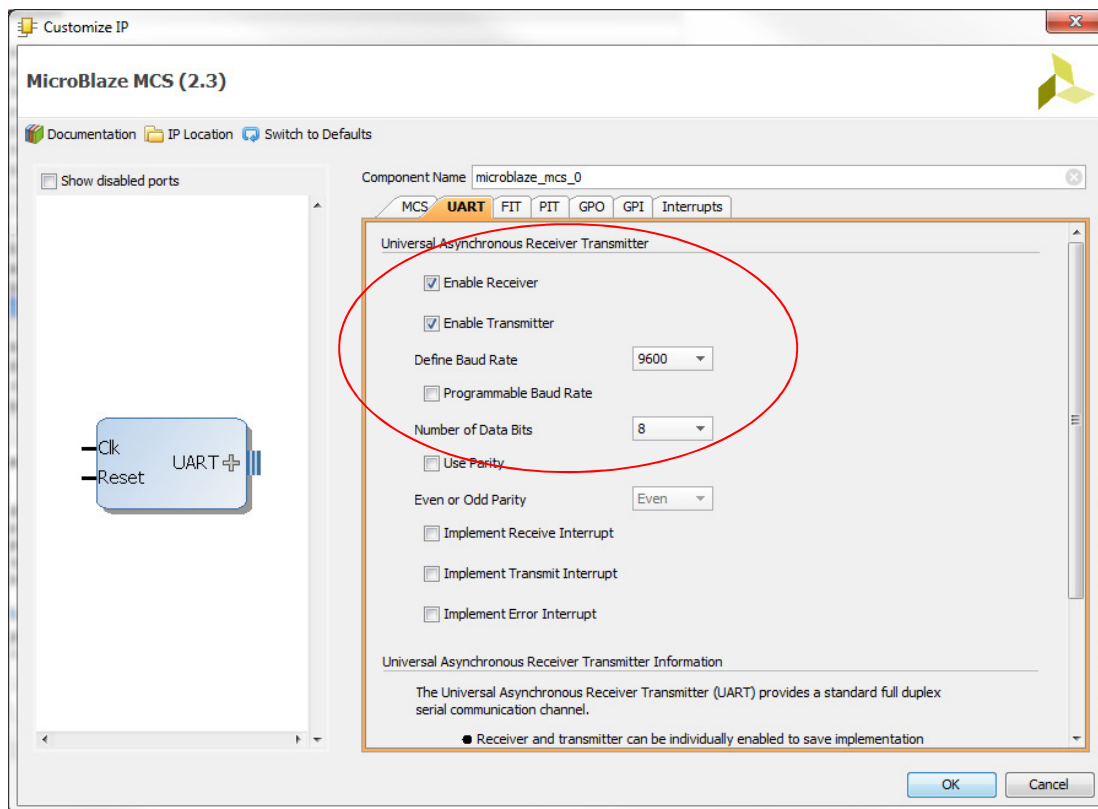 Customize IP
MicroBlaze MCS (2.3)
Documentation IP Location Switch to Defaults
Show disabled ports
Clk
Reset
UART
Component Name microblaze_mcs_0
MCS UART FIT PIT GPO GPI Interrupts
Universal Asynchronous Receiver Transmitter
Enable Receiver
Enable Transmitter
Define Baud Rate 9600
Programmable Baud Rate
Number of Data Bits 8
Use Parity
Even or Odd Parity Even
Implement Receive Interrupt
Implement Transmit Interrupt
Implement Error Interrupt
Universal Asynchronous Receiver Transmitter Information
The Universal Asynchronous Receiver Transmitter (UART) provides a standard full duplex
serial communication channel.
● Receiver and transmitter can be individually enabled to save implementation
OK Cancel